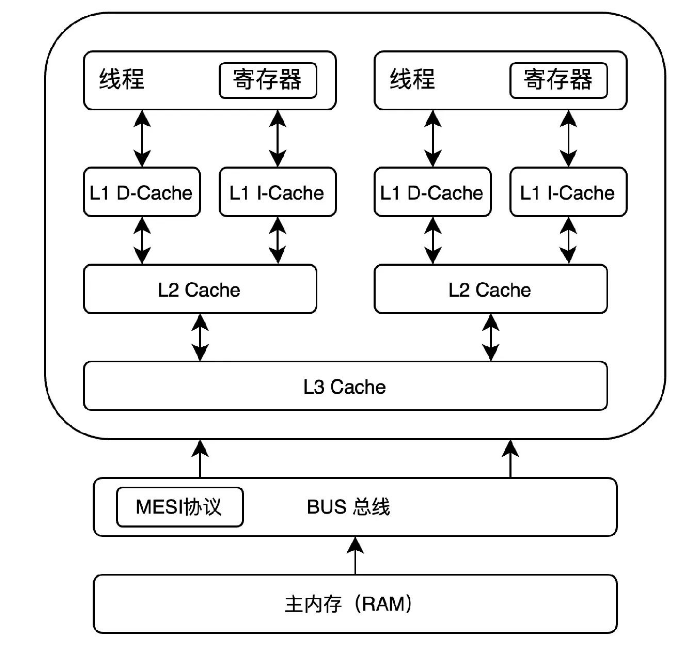 线程 寄存器 线程 寄存器
L1 D-Cache L1 I-Cache L1 D-Cache L1 I-Cache
L2 Cache L2 Cache
L3 Cache
MESI协议 BUS 总线
主内存（RAM）